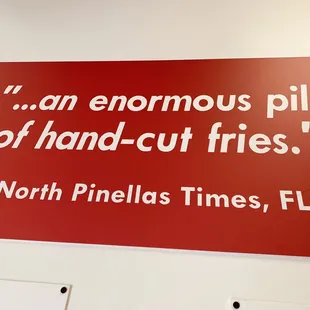 "...an enormous pil
of hand-cut fries."
North Pinellas Times, FL